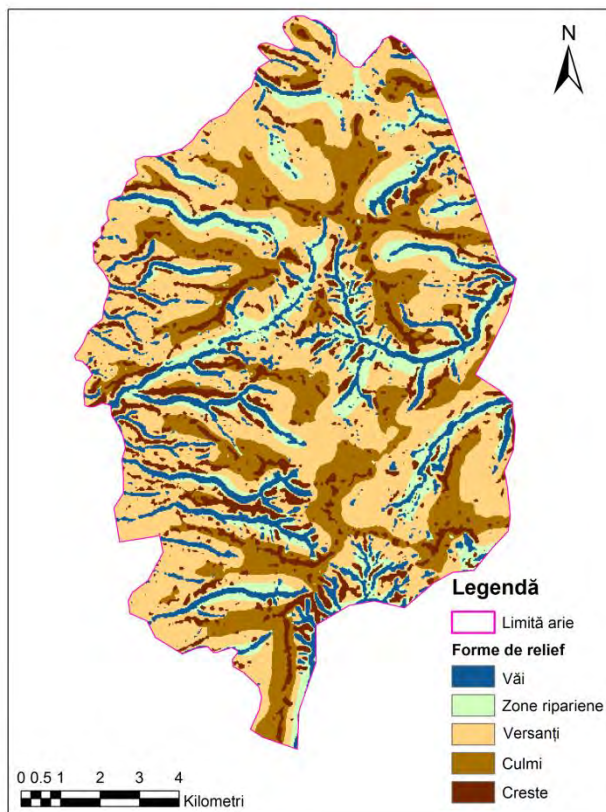 N
Legendă
Limită arie
Forme de relief
Văi
Zone ripariene
Versanți
Culmi
Creste
0 0.5 1 2 3 4
Kilometri